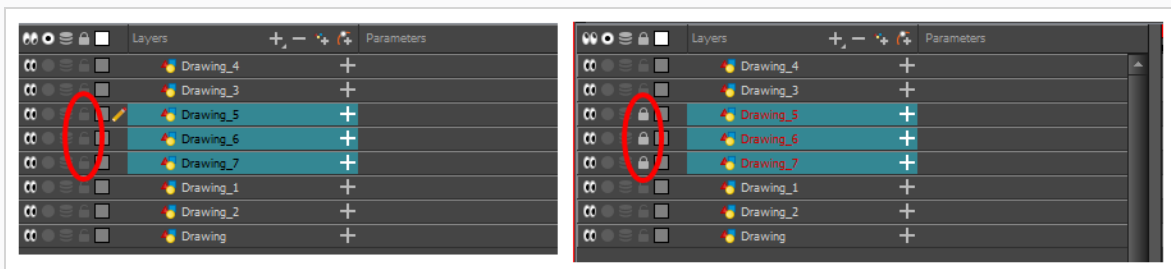 Layers Parameters
Drawing_4
Drawing_3
Drawing_5
Drawing_6
Drawing_7
Drawing_1
Drawing_2
Drawing
Layers Parameters
Drawing_4
Drawing_3
Drawing_5
Drawing_6
Drawing_7
Drawing_1
Drawing_2
Drawing